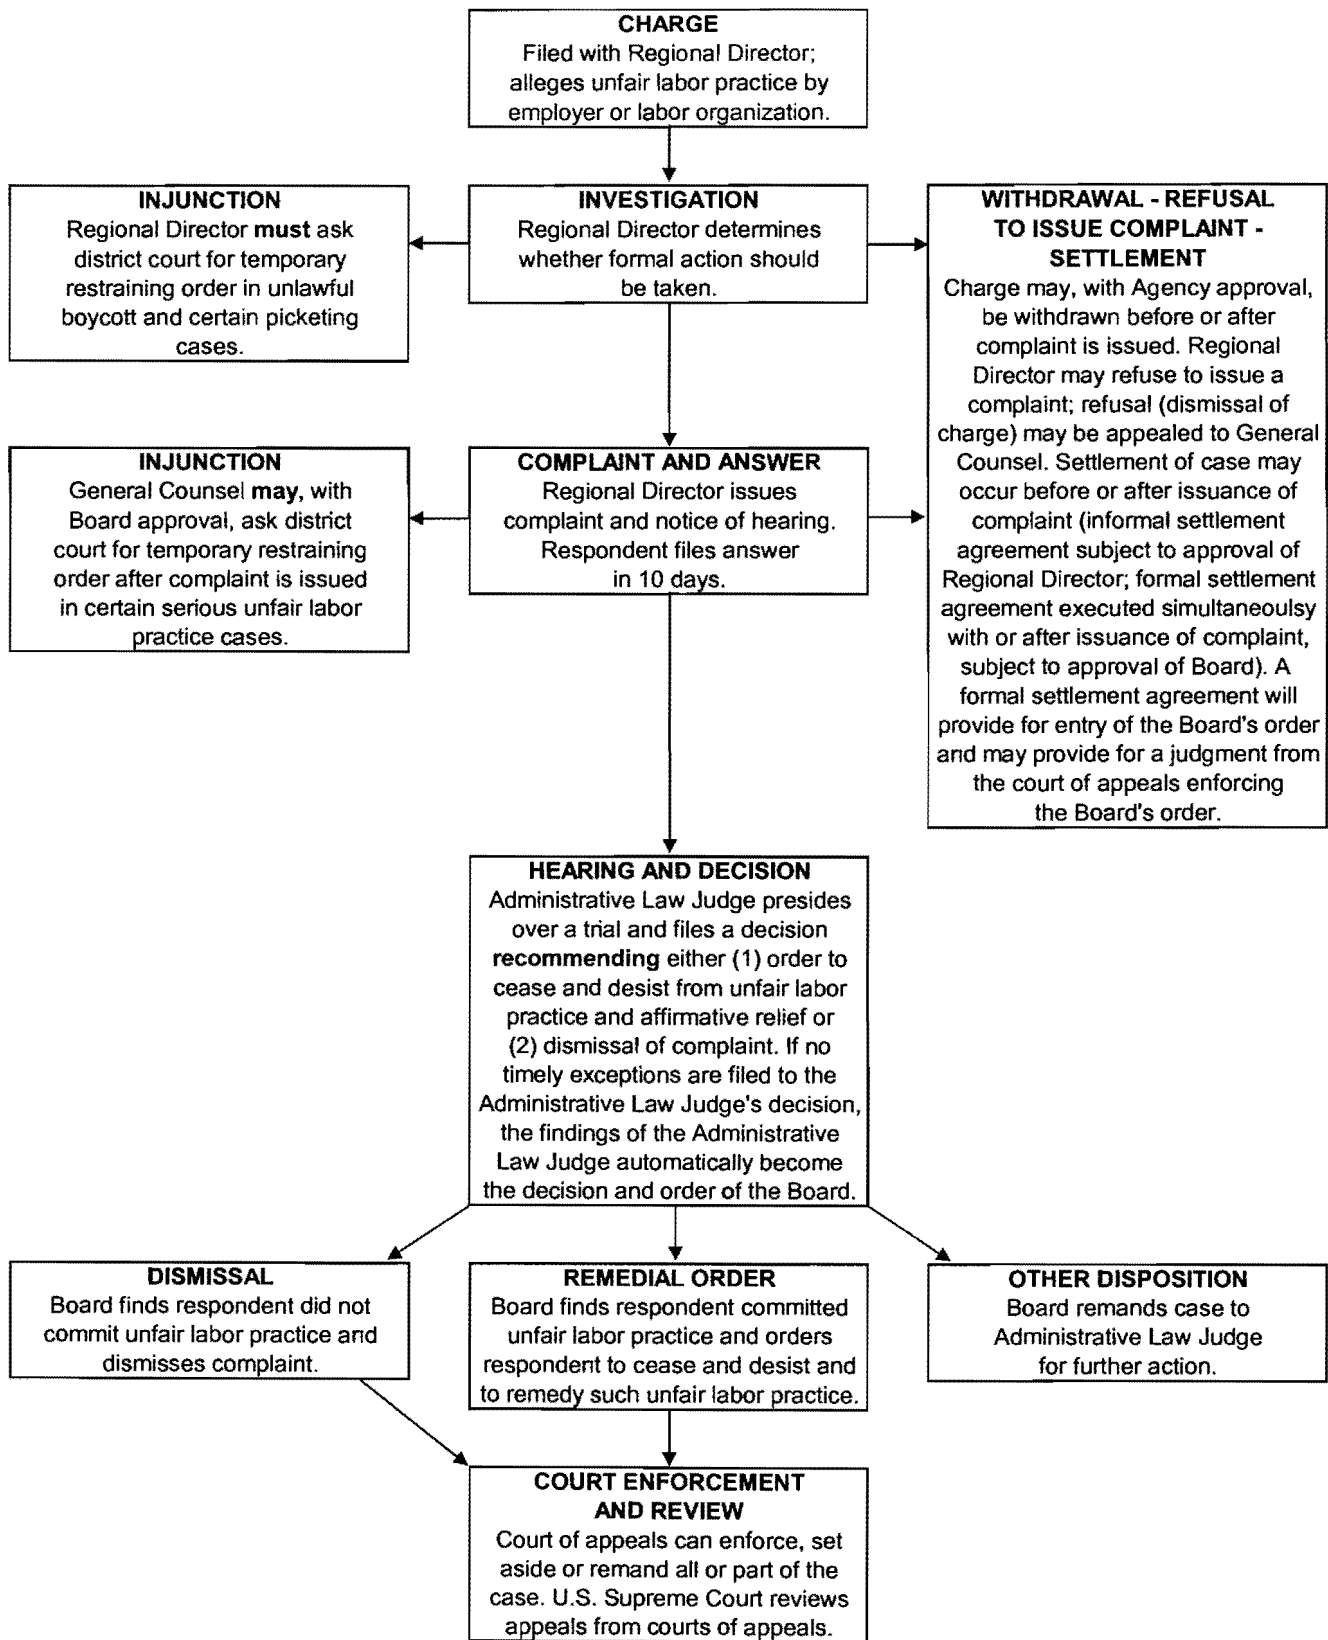 CHARGE
Filed with Regional Director;
alleges unfair labor practice by
employer or labor organization.
INJUNCTION
Regional Director must ask
district court for temporary
restraining order in unlawful
boycott and certain picketing
cases.
INVESTIGATION
Regional Director determines
whether formal action should
be taken.
WITHDRAWAL - REFUSAL
TO ISSUE COMPLAINT -
SETTLEMENT
Charge may, with Agency approval,
be withdrawn before or after
complaint is issued. Regional
Director may refuse to issue a
complaint; refusal (dismissal of
charge) may be appealed to General
Counsel. Settlement of case may
occur before or after issuance of
complaint (informal settlement
agreement subject to approval of
Regional Director; formal settlement
agreement executed simultaneoulsy
with or after issuance of complaint,
subject to approval of Board). A
formal settlement agreement will
provide for entry of the Board's order
and may provide for a judgment from
the court of appeals enforcing
the Board's order.
INJUNCTION
General Counsel may, with
Board approval, ask district
court for temporary restraining
order after complaint is issued
in certain serious unfair labor
practice cases.
COMPLAINT AND ANSWER
Regional Director issues
complaint and notice of hearing.
Respondent files answer
in 10 days.
HEARING AND DECISION
Administrative Law Judge presides
over a trial and files a decision
recommending either (1) order to
cease and desist from unfair labor
practice and affirmative relief or
(2) dismissal of complaint. If no
timely exceptions are filed to the
Administrative Law Judge's decision,
the findings of the Administrative
Law Judge automatically become
the decision and order of the Board.
DISMISSAL
Board finds respondent did not
commit unfair labor practice and
dismisses complaint.
REMEDIAL ORDER
Board finds respondent committed
unfair labor practice and orders
respondent to cease and desist and
to remedy such unfair labor practice.
OTHER DISPOSITION
Board remands case to
Administrative Law Judge
for further action.
COURT ENFORCEMENT
AND REVIEW
Court of appeals can enforce, set
aside or remand all or part of the
case. U.S. Supreme Court reviews
appeals from courts of appeals.